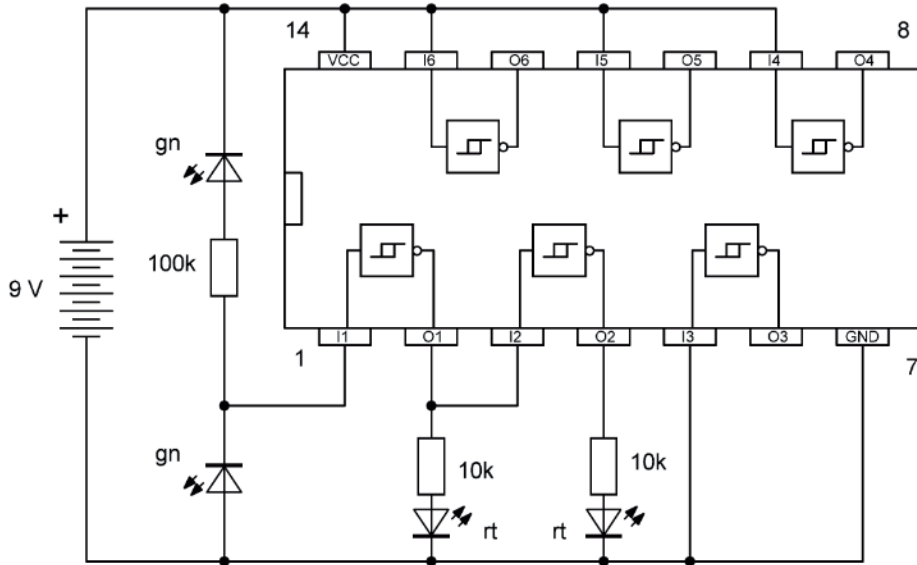 14
8
VCC
I6
O6
I5
O5
I4
O4
gn
+
9 V
100k
I1
O1
I2
O2
I3
O3
GND
1
7
gn
10k
10k
rt
rt